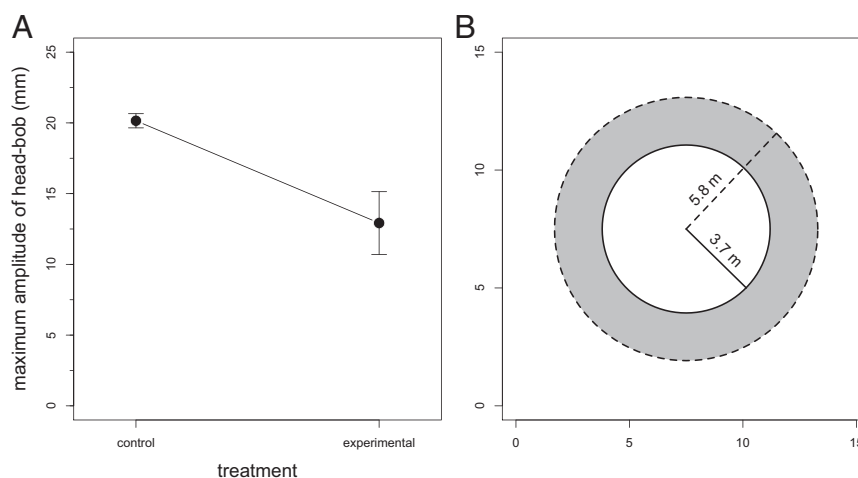 A
maximum amplitude of head-bob (mm)
25
20
15
10
5
0
control
experimental
treatment
B
15
10
5
0
5.8 m
3.7 m
0
5
10
15